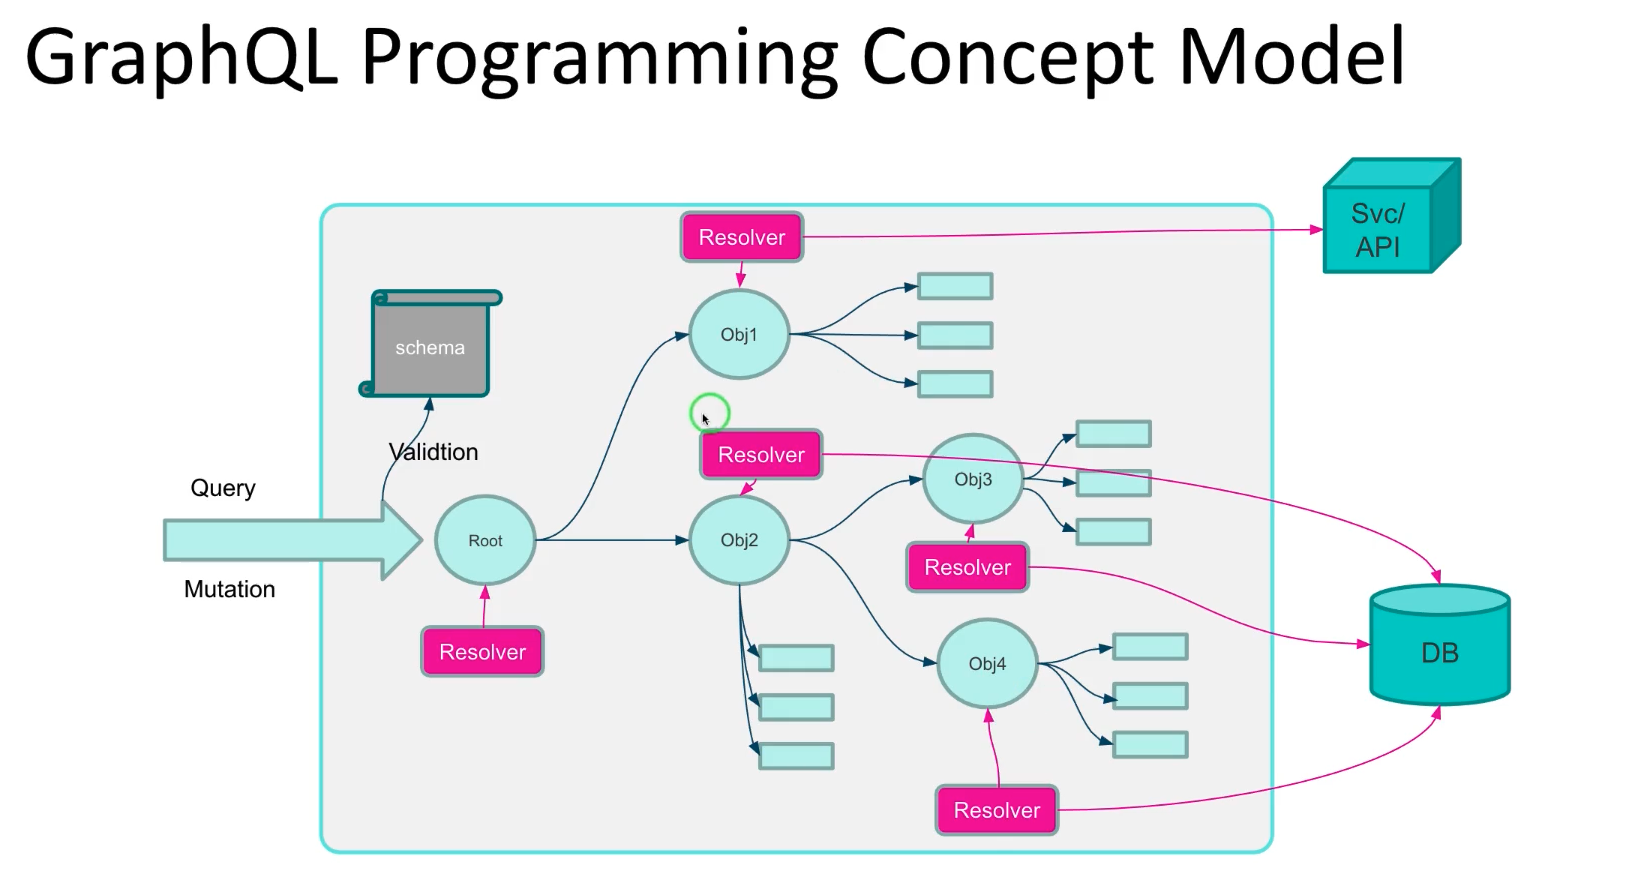 GraphQL Programming Concept Model
Svc/
API
Resolver
Obj1
schema
Validtion
Query
Mutation
Root
Resolver
Resolver
Obj2
Obj3
Resolver
Obj4
Resolver
DB